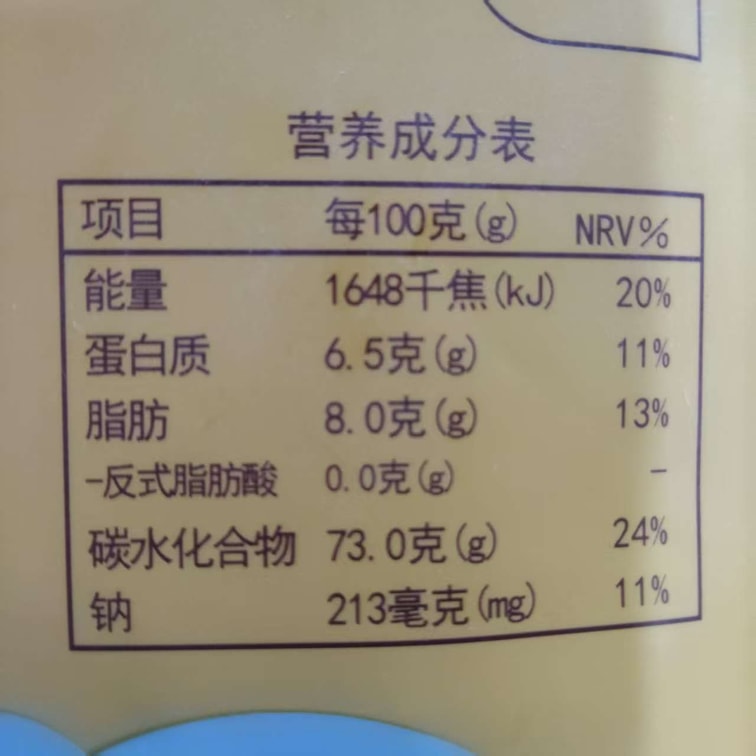 营养成分表
项目 每100克(g) NRV%
能量 1648千焦(kJ) 20%
蛋白质 6.5克(g) 11%
脂肪 8.0克(g) 13%
-反式脂肪酸 0.0克(g) -
碳水化合物 73.0克(g) 24%
钠 213毫克(mg) 11%